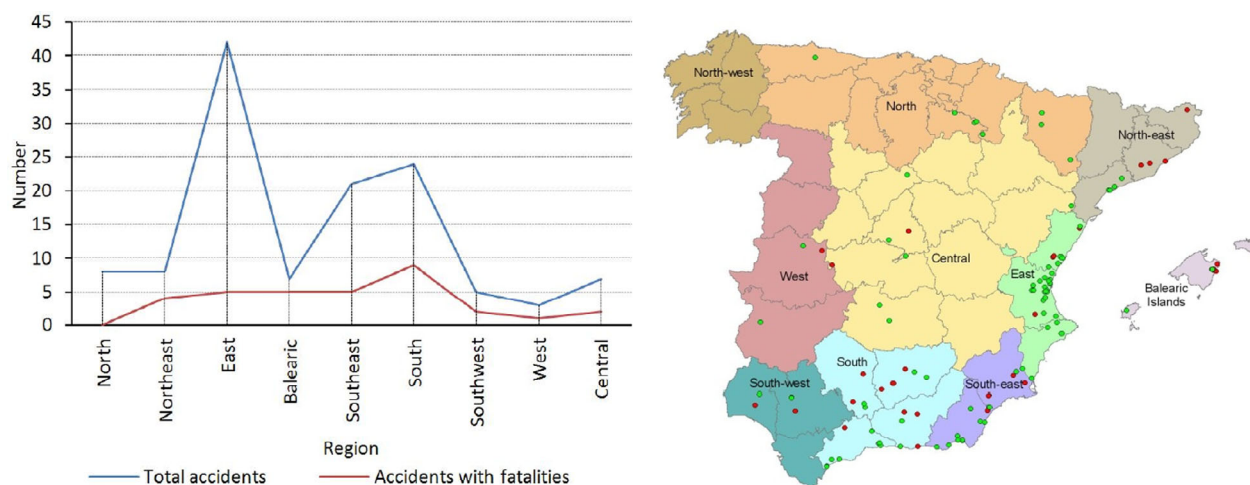 45
40
35
30
25
20
15
10
5
0
Number
North
Northeast
East
Balearic
Southeast
South
Southwest
West
Central
Region
Total accidents
Accidents with fatalities
North-west
North
North-east
West
Central
East
Balearic
Islands
South
South-west
South-east